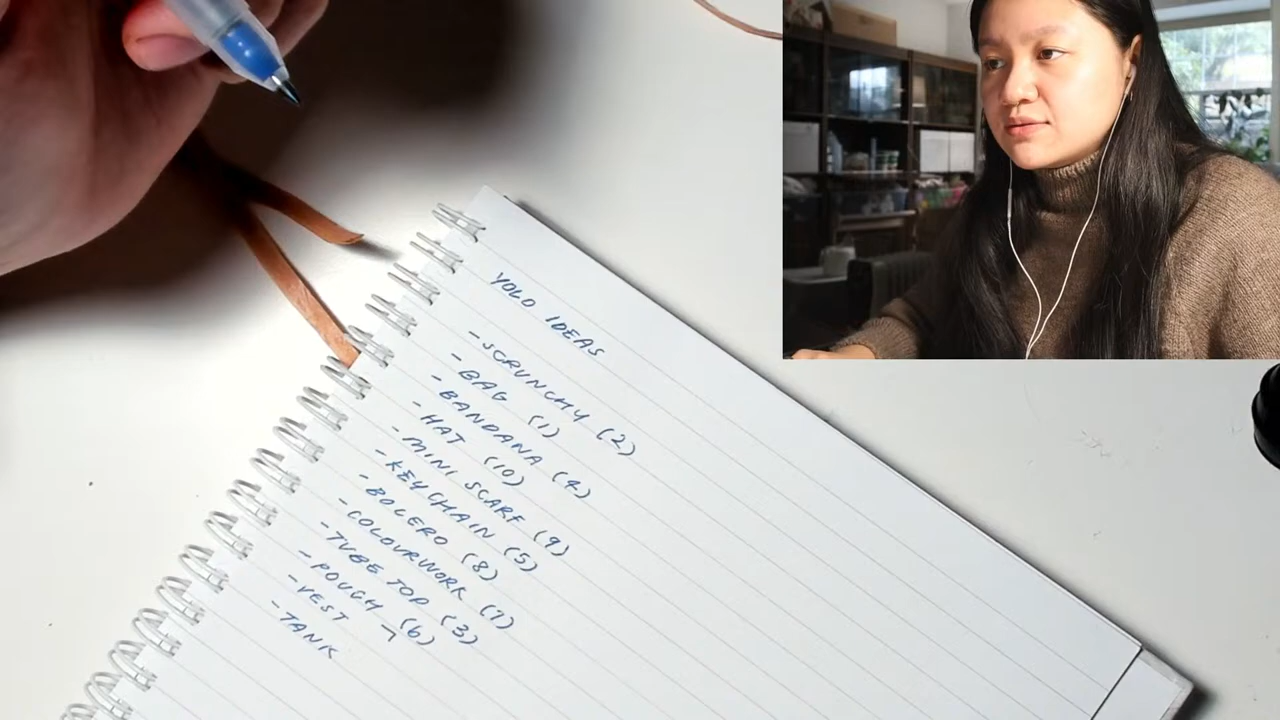 YOLO IDEAS
- SCRUNCHY (2)
- BAG (1)
- BANDANA (4)
- HAT (10)
- MINI SCARF (9)
- KEYCHAIN (5)
- BOLERO (8)
- COLOURWORK (7)
- TUBE TOP (3)
- POUCH (6)
- VEST
- TANK